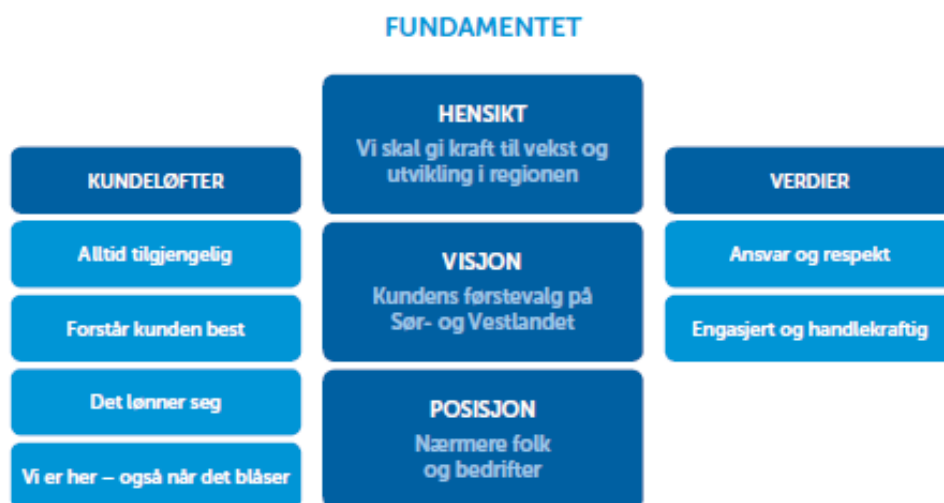 FUNDAMENTET
KUNDELØFTER
Alltid tilgjengelig
Forstår kunden best
Det lønner seg
Vi er her – også når det blåser
HENSIKT
Vi skal gi kraft til vekst og
utvikling i regionen
VISJON
Kundens førstevalg på
Sør- og Vestlandet
POSISJON
Nærmere folk
og bedrifter
VERDIER
Ansvar og respekt
Engasjert og handlekraftig